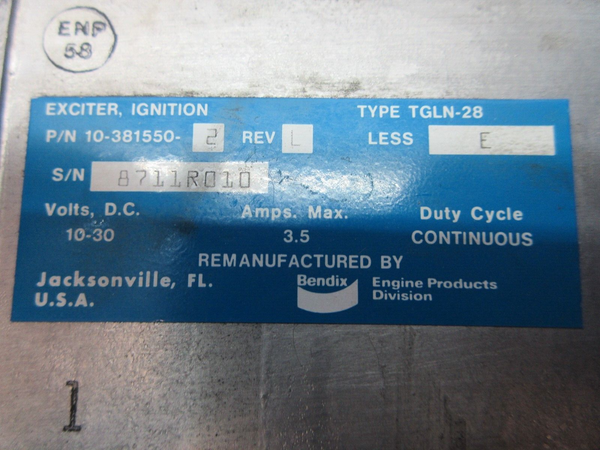 ENP
58
EXCITER, IGNITION TYPE TGLN-28
P/N 10-381550- 2 REV L LESS E
S/N 8711R010
Volts, D.C. Amps. Max. Duty Cycle
10-30 3.5 CONTINUOUS
REMANUFACTURED BY
Jacksonville, FL. Bendix Engine Products
U.S.A. Division
1